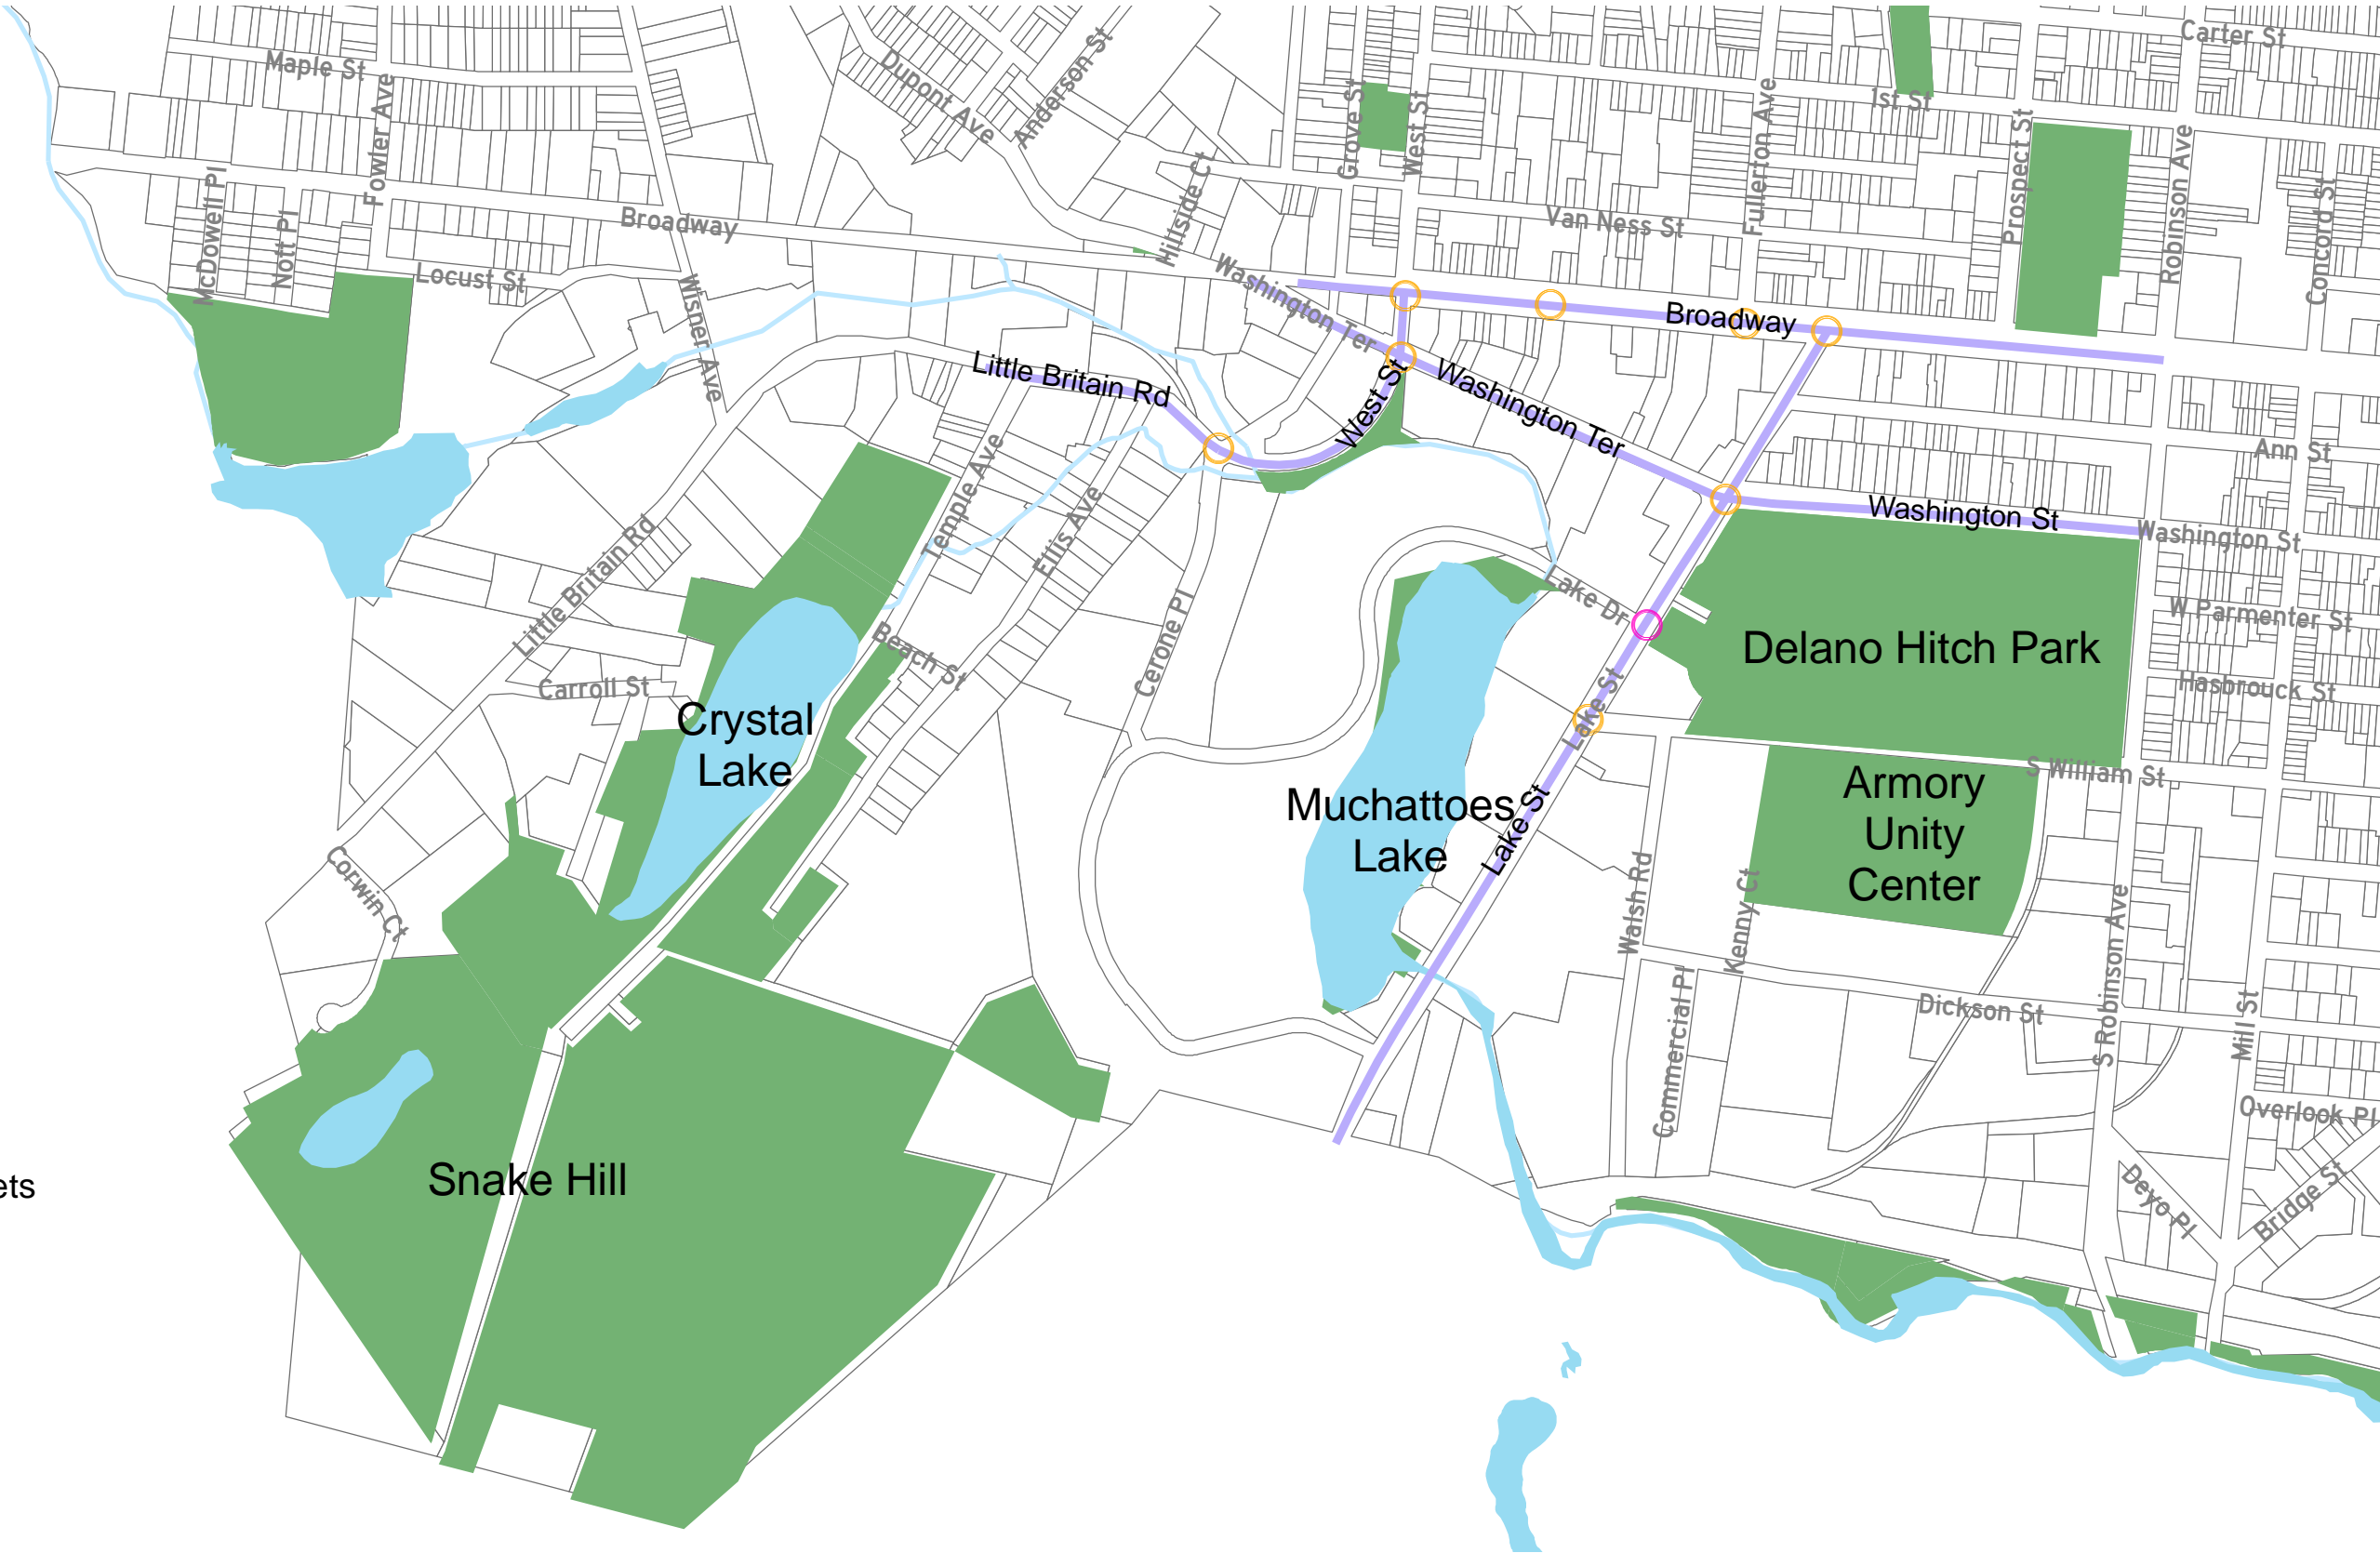 Carter St
Maple St
Dupont Ave
Anderson St
Fowler Ave
Grove St
West St
Fullerton Ave
1st St
Prospect St
Robinson Ave
Concord St
McDowell Pl
Nott Pl
Broadway
Hillside Ct
Van Ness St
Locust St
Wisner Ave
Washington Ter
Broadway
Little Britain Rd
West St
Washington Ter
Ann St
Temple Ave
Ellis Ave
Washington St
Washington St
Little Britain Rd
Lake Dr
W Parmenter St
Beach St
Cerone Pl
Delano Hitch Park
Carroll St
Lake St
Hasbrouck St
Crystal
Lake
S William St
Armory
Unity
Center
Muchattoes
Lake
Lake St
Corwin Ct
Walsh Rd
Kenny Ct
S Robinson Ave
Mill St
Dickson St
Commercial Pl
Overlook Pl
Snake Hill
ets
Deyo Pl
Bridge St